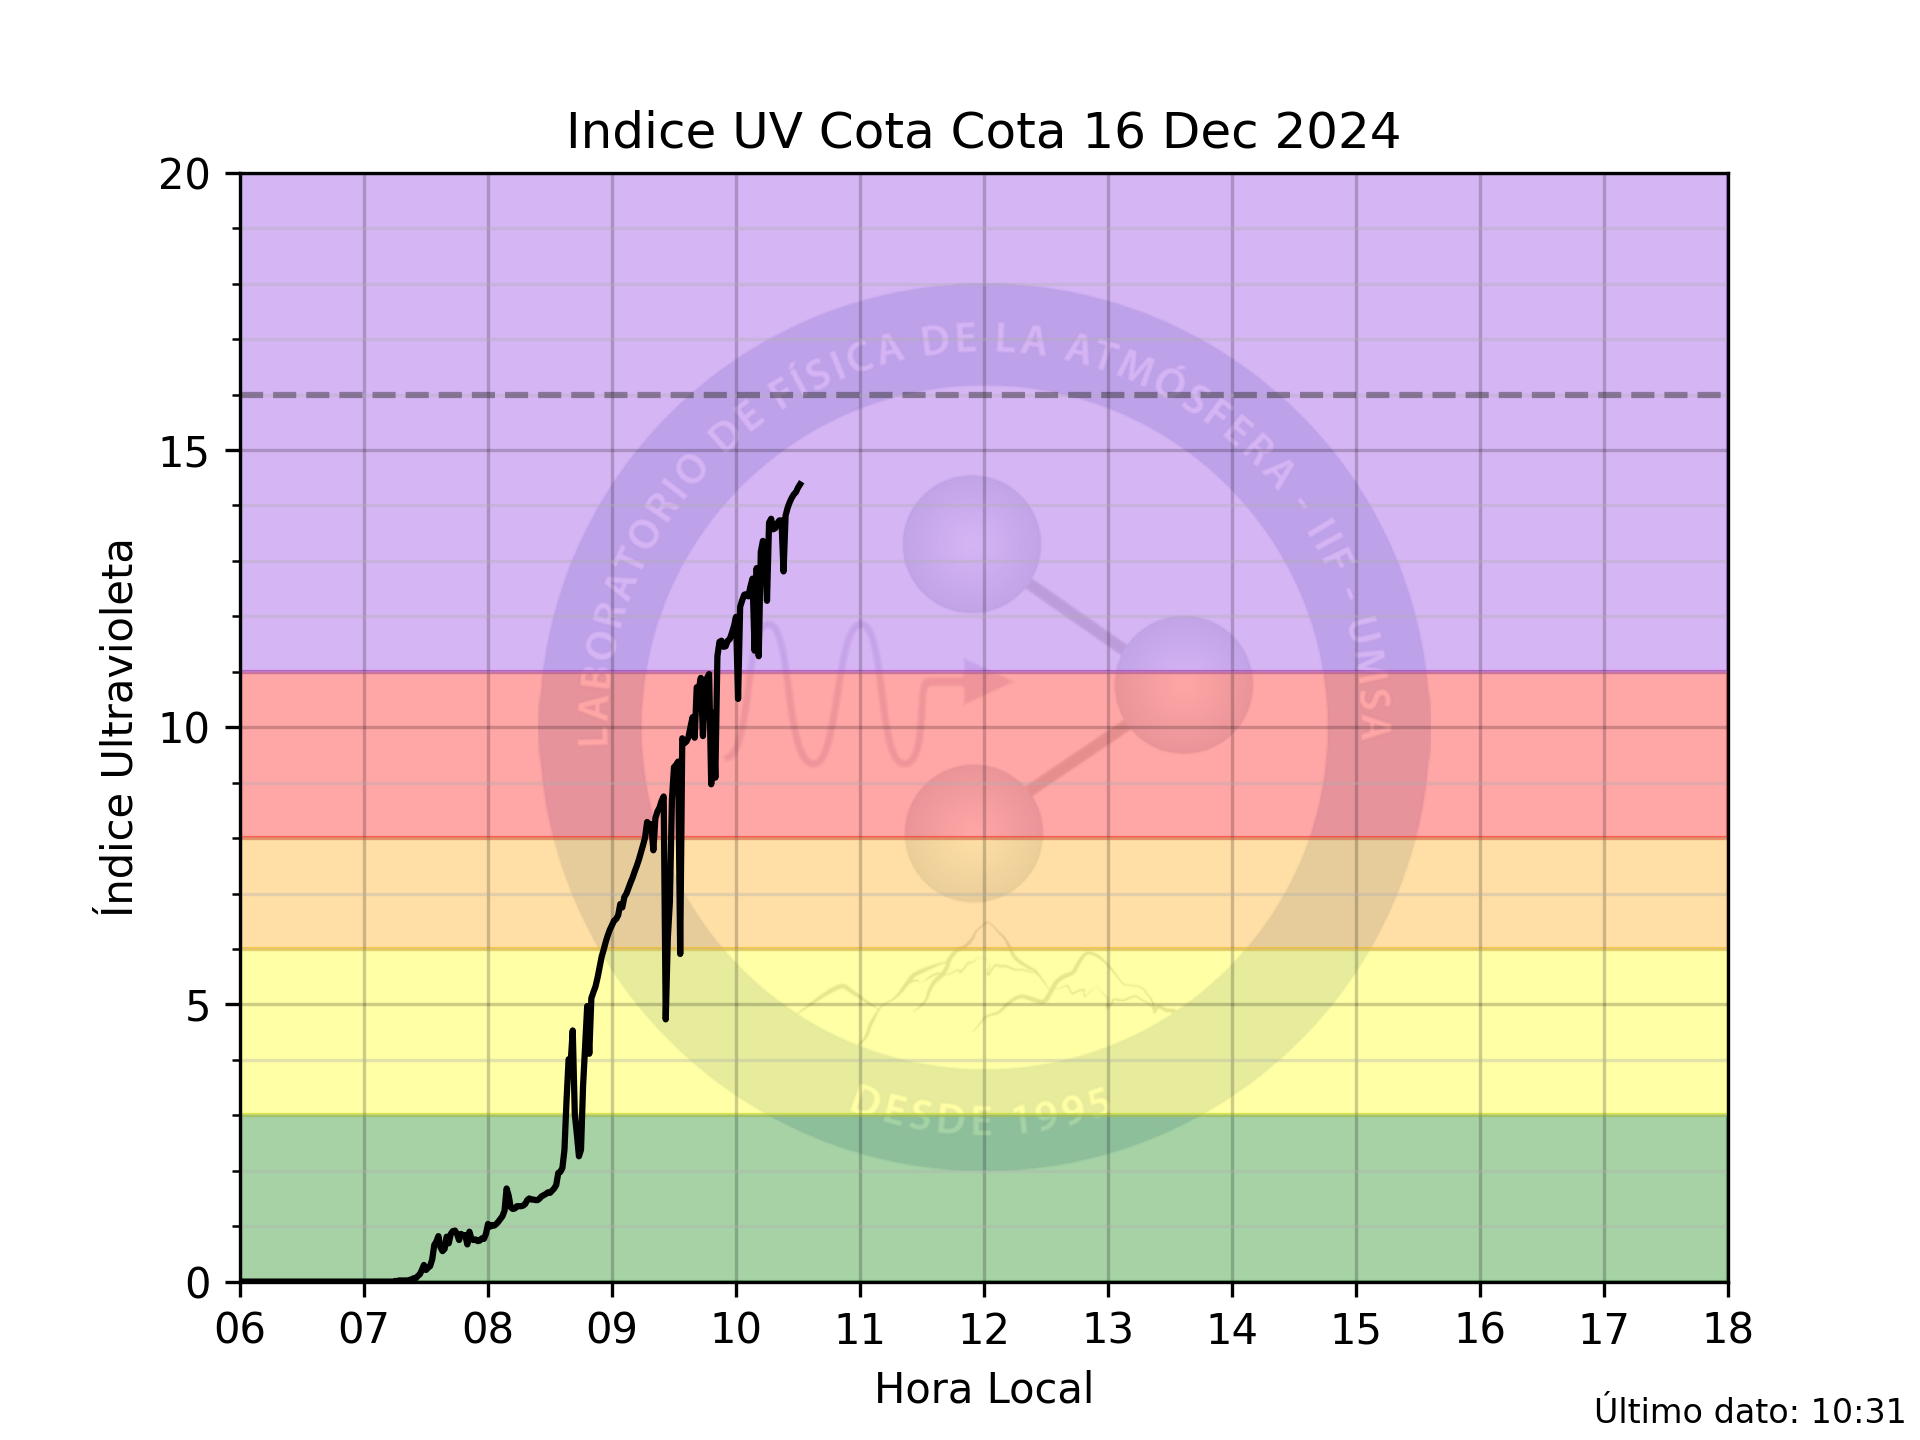 Indice UV Cota Cota 16 Dec 2024
20
15
10
5
0
Índice Ultravioleta
LABORATORIO DE FÍSICA DE LA ATMÓSFERA - IIF - UMSA
DESDE 1995
06 07 08 09 10 11 12 13 14 15 16 17 18
Hora Local
Último dato: 10:31